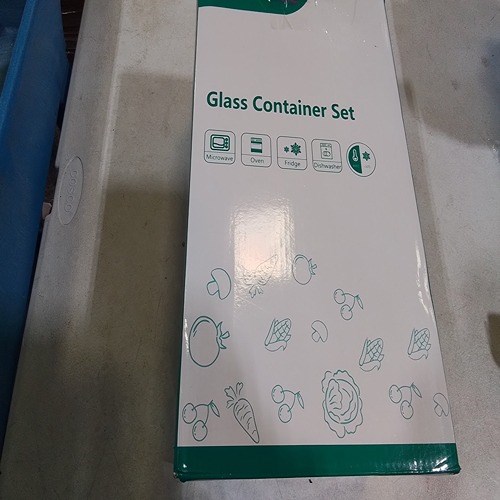 Glass Container Set
Microwave
Oven
Fridge
Dishwasher